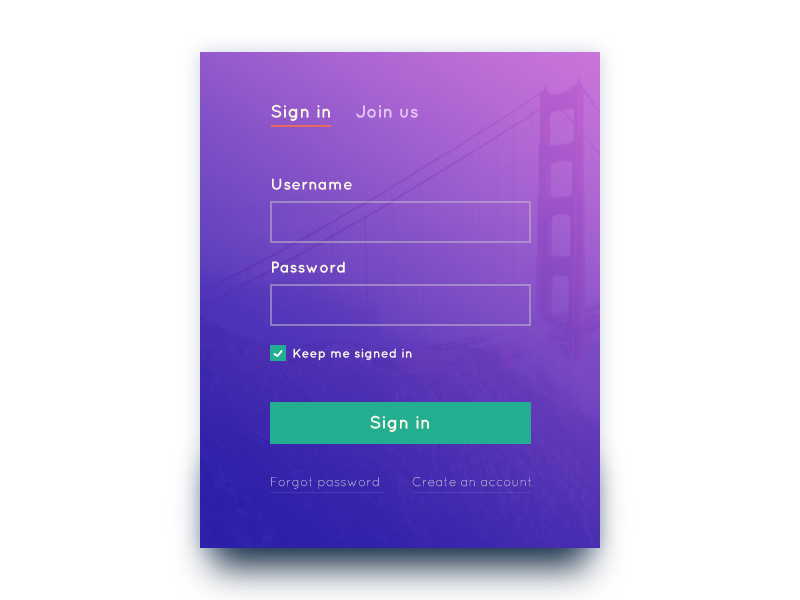 Sign in Join us
Username
Password
Keep me signed in
Sign in
Forgot password Create an account